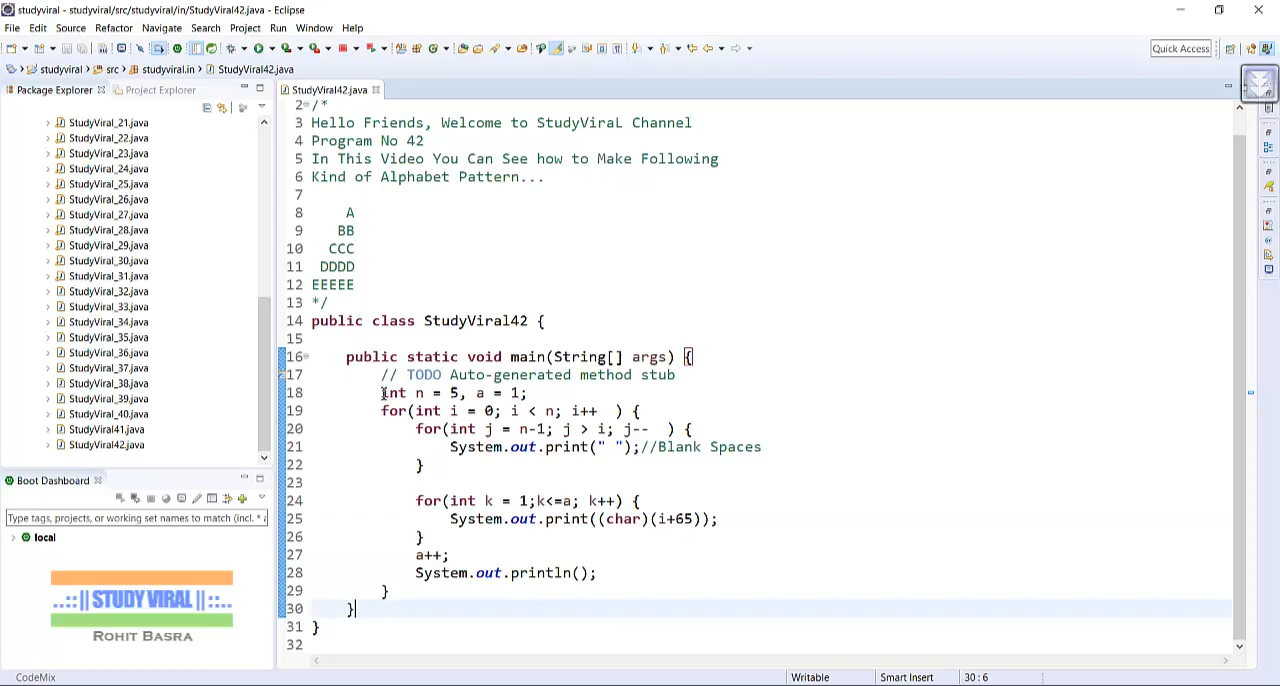 studyviral - studyviral/src/studyviral/in/StudyViral42.java - Eclipse
File Edit Source Refactor Navigate Search Project Run Window Help
Quick Access
studyviral src studyviral.in StudyViral42.java
Package Explorer Project Explorer
StudyViral_21.java
StudyViral_22.java
StudyViral_23.java
StudyViral_24.java
StudyViral_25.java
StudyViral_26.java
StudyViral_27.java
StudyViral_28.java
StudyViral_29.java
StudyViral_30.java
StudyViral_31.java
StudyViral_32.java
StudyViral_33.java
StudyViral_34.java
StudyViral_35.java
StudyViral_36.java
StudyViral_37.java
StudyViral_38.java
StudyViral_39.java
StudyViral_40.java
StudyViral41.java
StudyViral42.java
Boot Dashboard
Type tags, projects, or working set names to match (incl. *
local
..::|| STUDY VIRAL ||::..
ROHIT BASRA
StudyViral42.java
2 /*
3 Hello Friends, Welcome to StudyViraL Channel
4 Program No 42
5 In This Video You Can See how to Make Following
6 Kind of Alphabet Pattern...
7
8     A
9    BB
10   CCC
11  DDDD
12 EEEEE
13 */
14 public class StudyViral42 {
15
16     public static void main(String[] args) {
17         // TODO Auto-generated method stub
18         int n = 5, a = 1;
19         for(int i = 0; i < n; i++  ) {
20             for(int j = n-1; j > i; j--  ) {
21                 System.out.print(" ");//Blank Spaces
22             }
23
24             for(int k = 1;k<=a; k++) {
25                 System.out.print((char)(i+65));
26             }
27             a++;
28             System.out.println();
29         }
30     }
31 }
32
CodeMix Writable Smart Insert 30 : 6